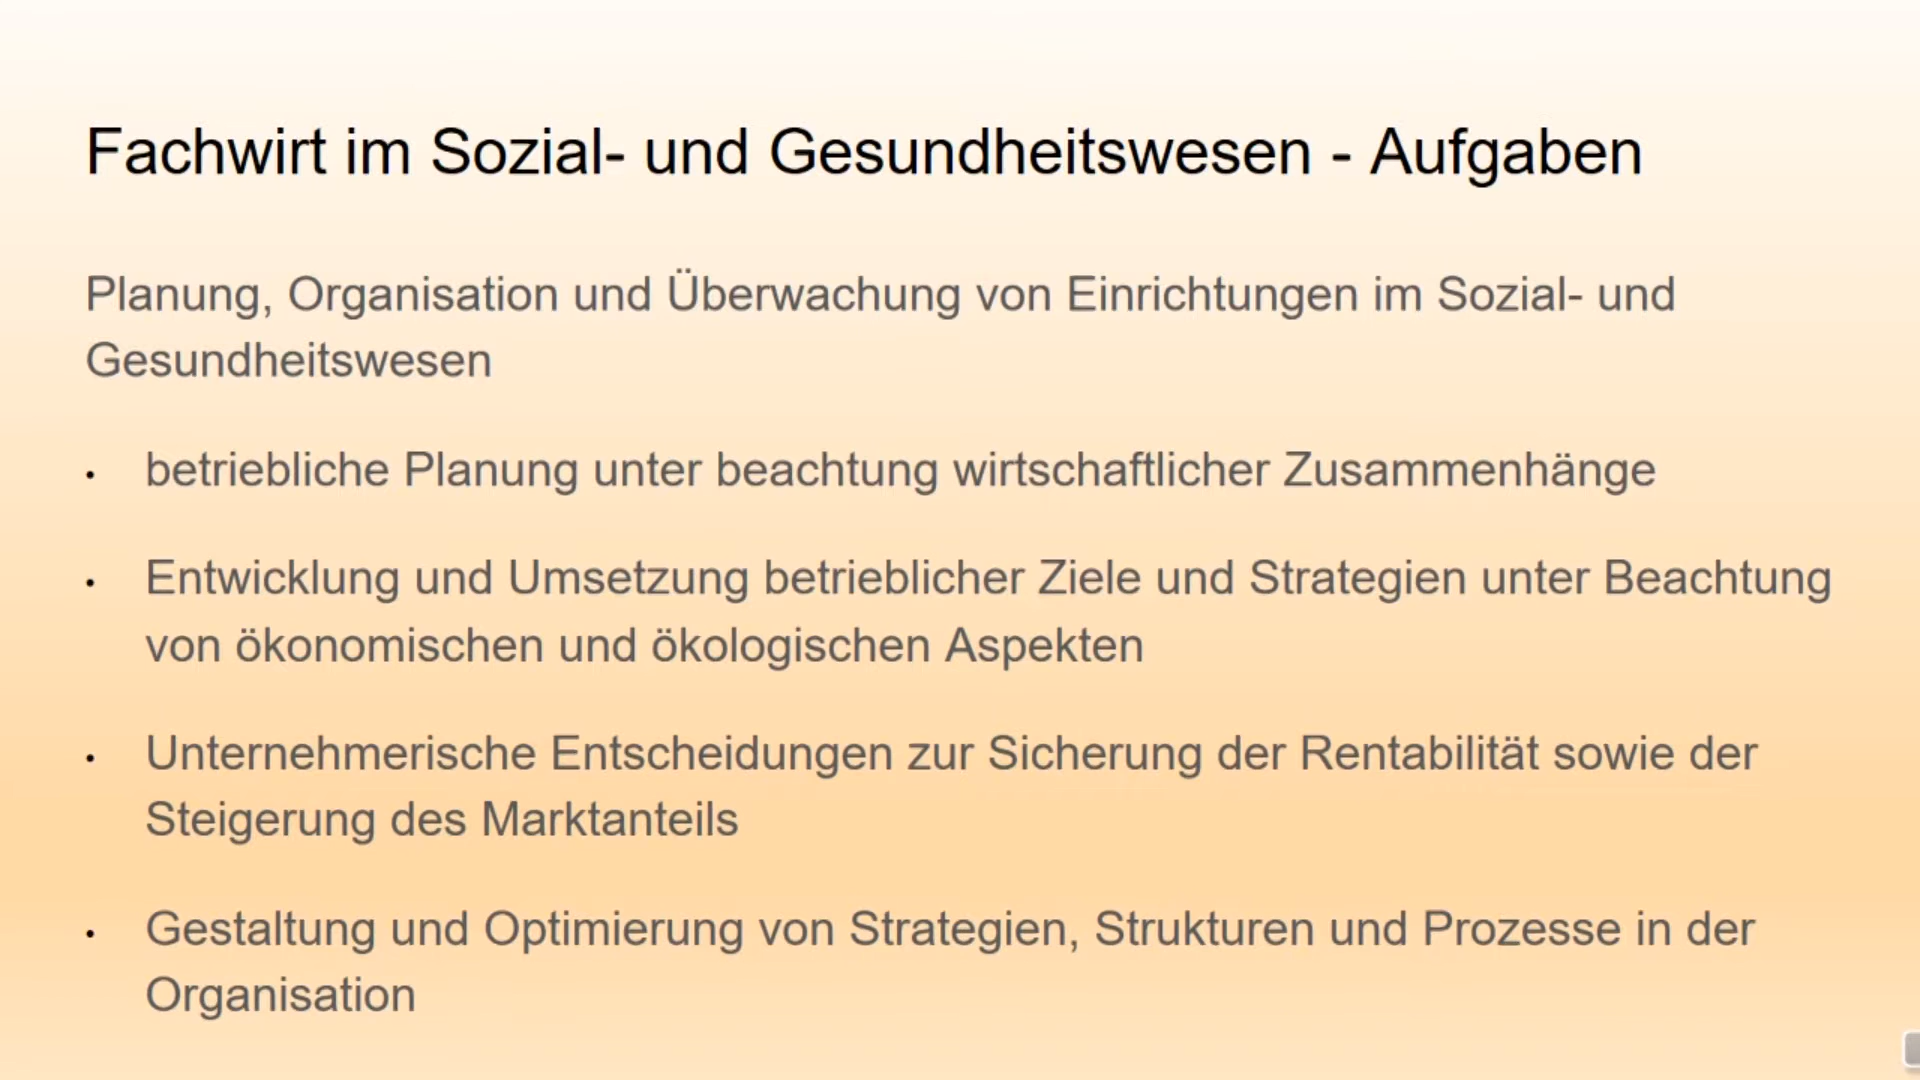 Fachwirt im Sozial- und Gesundheitswesen - Aufgaben
Planung, Organisation und Überwachung von Einrichtungen im Sozial- und
Gesundheitswesen
• betriebliche Planung unter beachtung wirtschaftlicher Zusammenhänge
• Entwicklung und Umsetzung betrieblicher Ziele und Strategien unter Beachtung
von ökonomischen und ökologischen Aspekten
• Unternehmerische Entscheidungen zur Sicherung der Rentabilität sowie der
Steigerung des Marktanteils
• Gestaltung und Optimierung von Strategien, Strukturen und Prozesse in der
Organisation